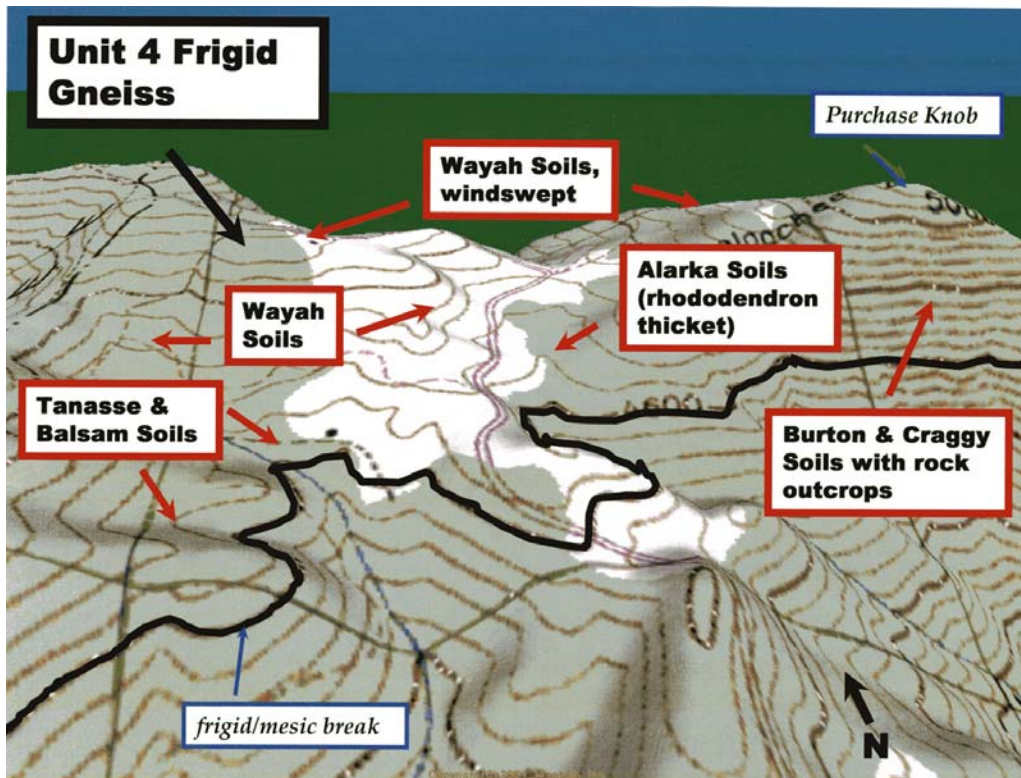 Unit 4 Frigid
Gneiss
Purchase Knob
Wayah Soils,
windswept
Alarka Soils
(rhododendron
thicket)
Wayah
Soils
Tanasse &
Balsam Soils
4600
Burton & Craggy
Soils with rock
outcrops
frigid/mesic break
N